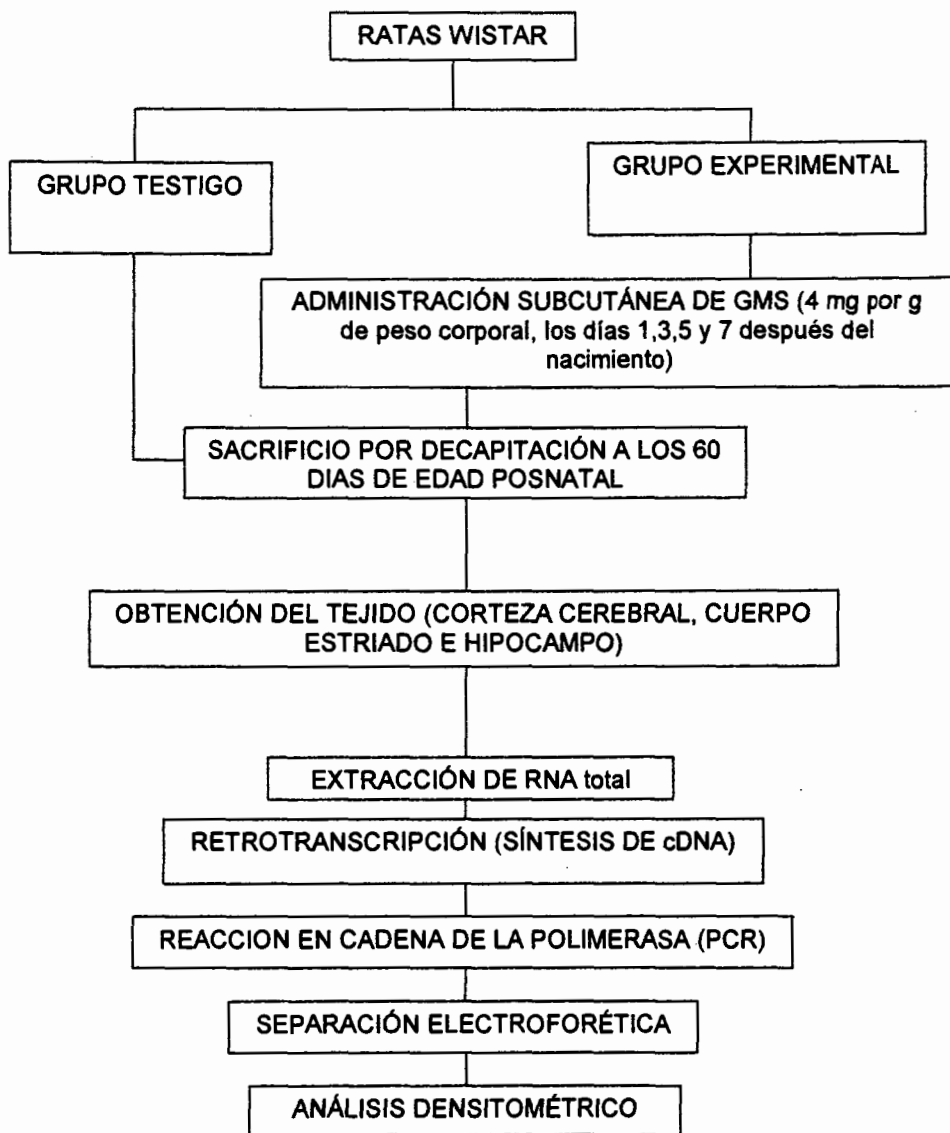 RATAS WISTAR
GRUPO TESTIGO
GRUPO EXPERIMENTAL
ADMINISTRACIÓN SUBCUTÁNEA DE GMS (4 mg por g
de peso corporal, los días 1,3,5 y 7 después del
nacimiento)
SACRIFICIO POR DECAPITACIÓN A LOS 60
DIAS DE EDAD POSNATAL
OBTENCIÓN DEL TEJIDO (CORTEZA CEREBRAL, CUERPO
ESTRIADO E HIPOCAMPO)
EXTRACCIÓN DE RNA total
RETROTRANSCRIPCIÓN (SÍNTESIS DE cDNA)
REACCION EN CADENA DE LA POLIMERASA (PCR)
SEPARACIÓN ELECTROFORÉTICA
ANÁLISIS DENSITOMÉTRICO